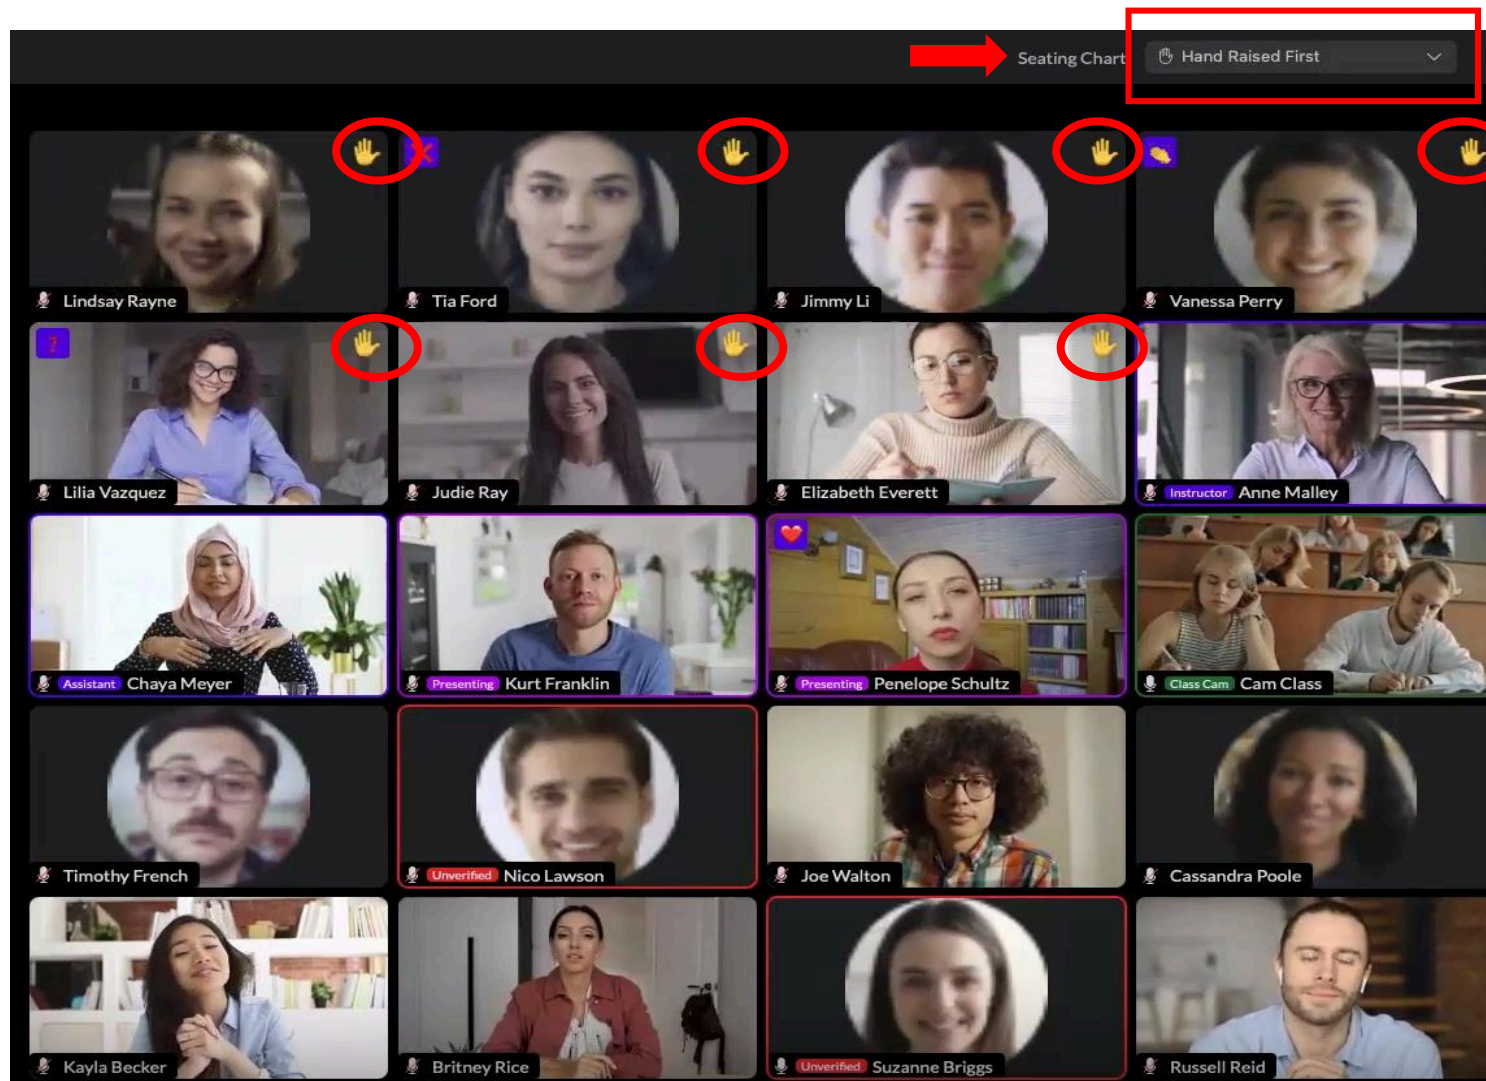 Seating Chart
Hand Raised First
Lindsay Rayne
Tia Ford
Jimmy Li
Vanessa Perry
?
Lilia Vazquez
Judie Ray
Elizabeth Everett
Instructor Anne Malley
Assistant Chaya Meyer
Presenting Kurt Franklin
Presenting Penelope Schultz
Class Cam Cam Class
Timothy French
Unverified Nico Lawson
Joe Walton
Cassandra Poole
Kayla Becker
Britney Rice
Unverified Suzanne Briggs
Russell Reid